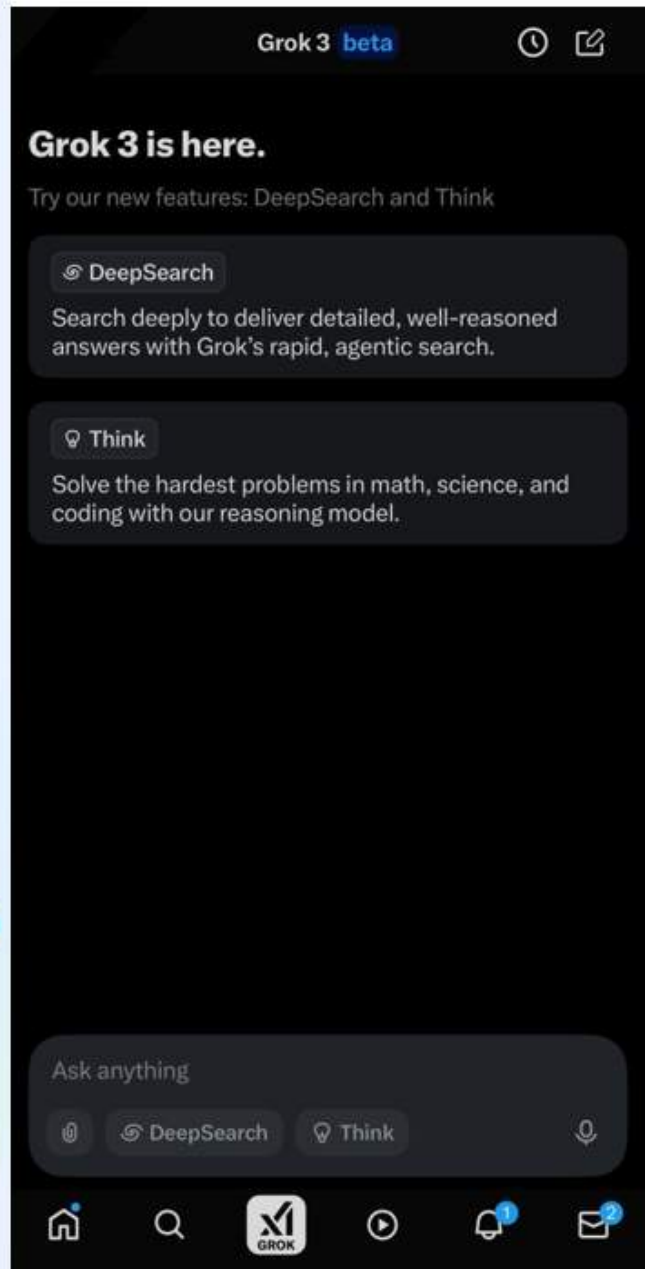 Grok 3 beta
Grok 3 is here.
Try our new features: DeepSearch and Think
DeepSearch
Search deeply to deliver detailed, well-reasoned
answers with Grok's rapid, agentic search.
Think
Solve the hardest problems in math, science, and
coding with our reasoning model.
Ask anything
DeepSearch Think
GROK 1 2